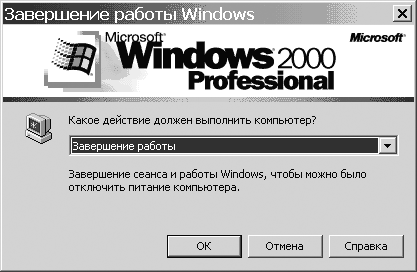 Завершение работы Windows
Microsoft
Microsoft
Windows 2000
Professional
Какое действие должен выполнить компьютер?
Завершение работы
Завершение сеанса и работы Windows, чтобы можно было
отключить питание компьютера.
ОК
Отмена
Справка